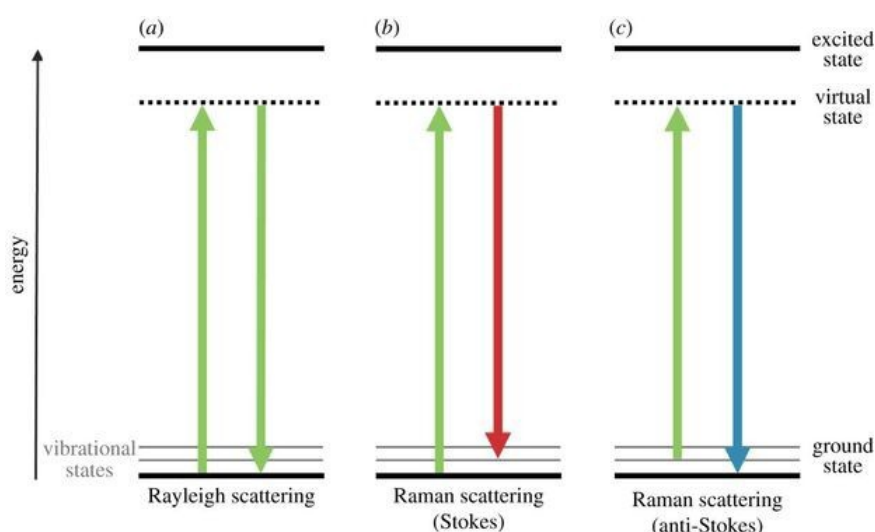 (a)
(b)
(c)
excited
state
virtual
state
energy
vibrational
states
ground
state
Rayleigh scattering
Raman scattering
(Stokes)
Raman scattering
(anti-Stokes)